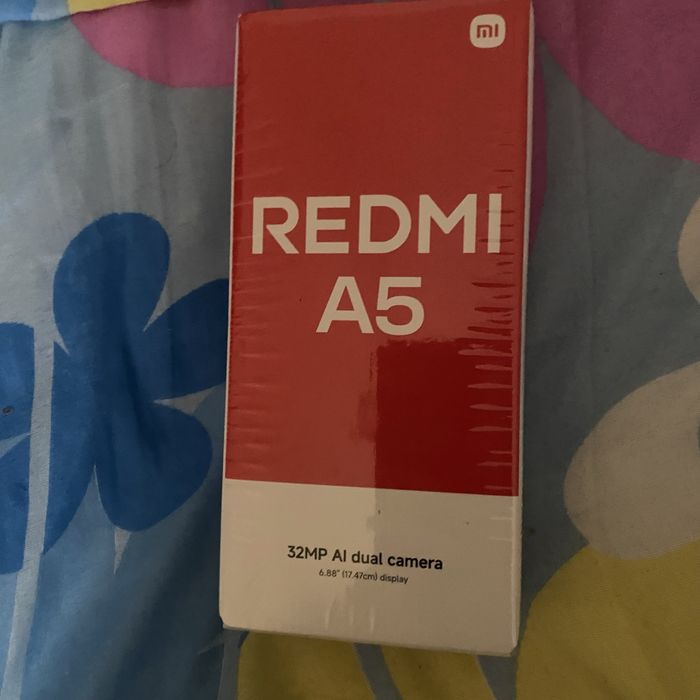 mi
REDMI
A5
32MP AI dual camera
6.88" (17.47cm) display